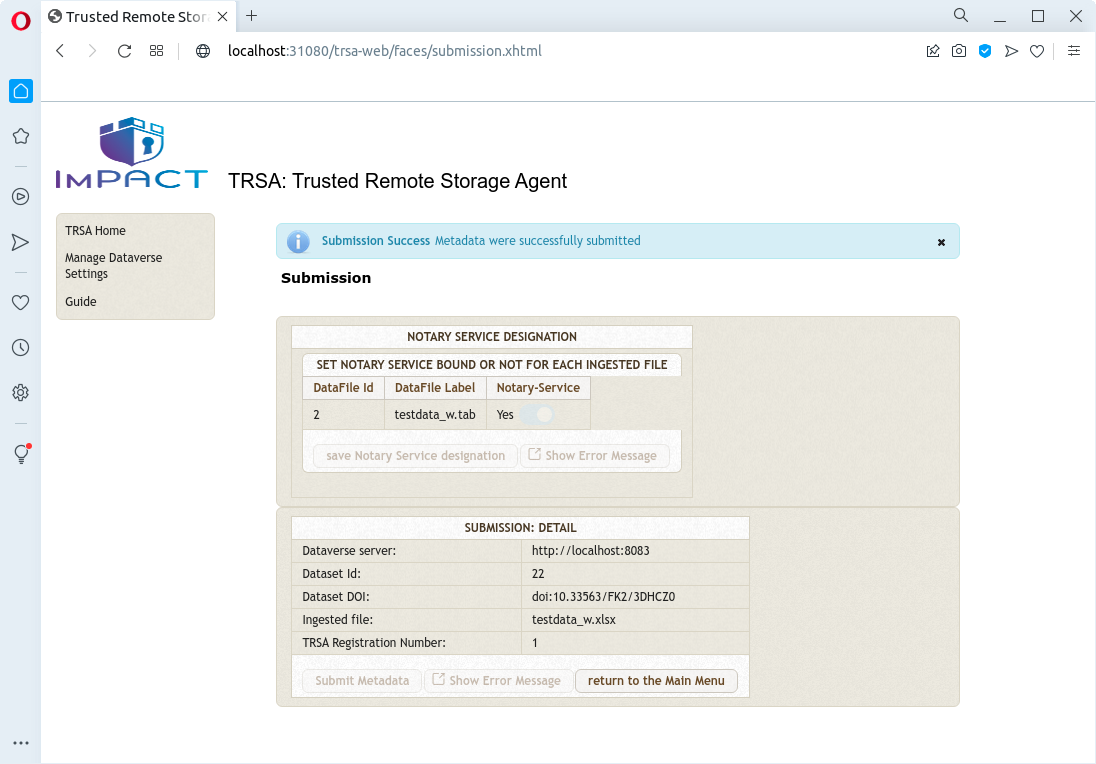 Trusted Remote Stor
localhost:31080/trsa-web/faces/submission.xhtml
IMPACT
TRSA: Trusted Remote Storage Agent
TRSA Home
Manage Dataverse
Settings
Guide
Submission Success Metadata were successfully submitted
Submission
NOTARY SERVICE DESIGNATION
SET NOTARY SERVICE BOUND OR NOT FOR EACH INGESTED FILE
DataFile Id DataFile Label Notary-Service
2 testdata_w.tab Yes
save Notary Service designation Show Error Message
SUBMISSION: DETAIL
Dataverse server: http://localhost:8083
Dataset Id: 22
Dataset DOI: doi:10.33563/FK2/3DHCZ0
Ingested file: testdata_w.xlsx
TRSA Registration Number: 1
Submit Metadata Show Error Message return to the Main Menu